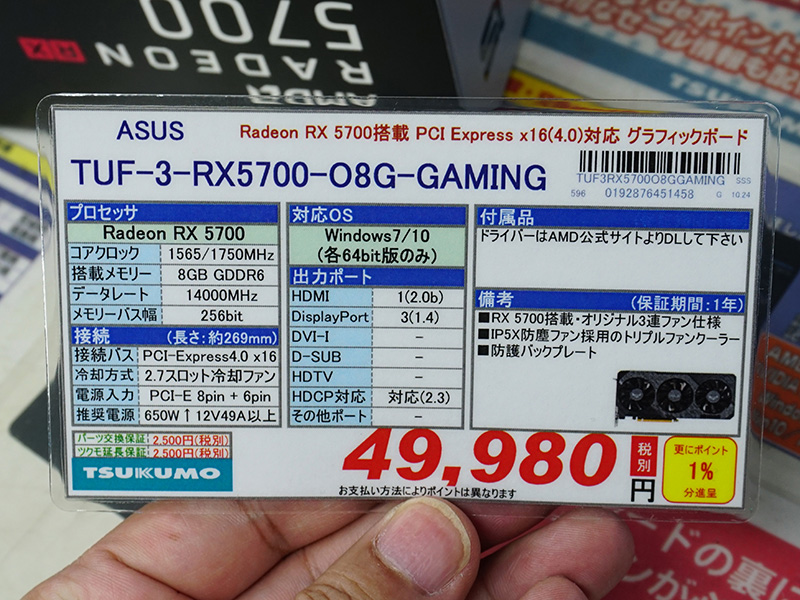 5700
RX
RADEON
AMD
TSUKUMO
ASUS
Radeon RX 5700搭載 PCI Express x16(4.0)対応 グラフィックボード
TUF-3-RX5700-O8G-GAMING
TUF3RX5700O8GGAMING SSS
596 0192876451458 G 10.24
プロセッサ
Radeon RX 5700
コアクロック 1565/1750MHz
搭載メモリー 8GB GDDR6
データレート 14000MHz
メモリーバス幅 256bit
接続 (長さ:約269mm)
接続バス PCI-Express4.0 x16
冷却方式 2.7スロット冷却ファン
電源入力 PCI-E 8pin + 6pin
推奨電源 650W↑12V49A以上
対応OS
Windows7/10
(各64bit版のみ)
出力ポート
HDMI 1(2.0b)
DisplayPort 3(1.4)
DVI-I -
D-SUB -
HDTV -
HDCP対応 対応(2.3)
その他ポート -
付属品
ドライバーはAMD公式サイトよりDLして下さい
備考 (保証期間:1年)
■RX 5700搭載・オリジナル3連ファン仕様
■IP5X防塵ファン採用のトリプルファンクーラー
■防護バックプレート
パーツ交換保証 2,500円(税別)
ツクモ延長保証 2,500円(税別)
TSUKUMO
49,980
税別
円
お支払い方法によりポイントは異なります
更にポイント
1%
分進呈